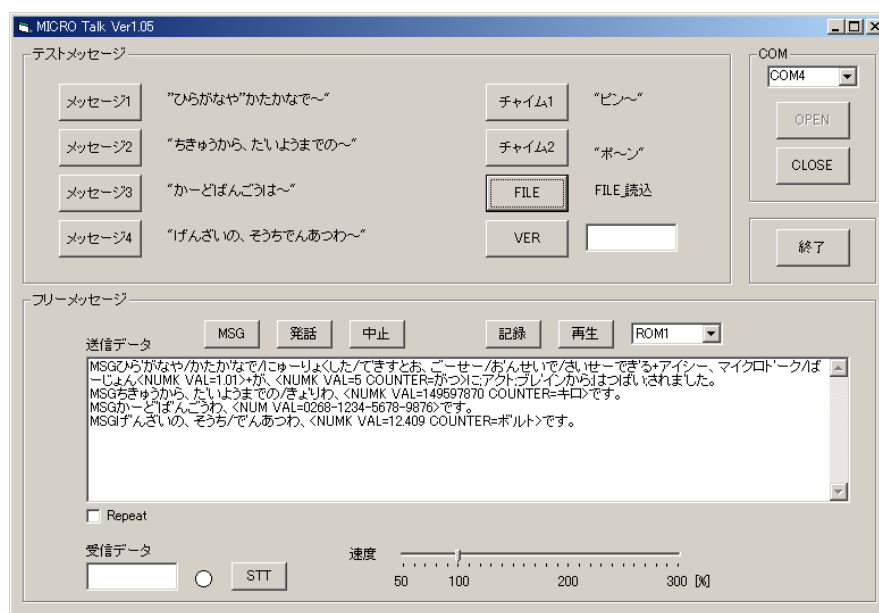 MICRO Talk Ver1.05
テストメッセージ
メッセージ1 "ひらがなや"かたかなで～" チャイム1 "ピン～"
メッセージ2 "ちきゅうから、た'いようまでの～" チャイム2 "ポ～ン"
メッセージ3 "かーど'ばんごうは～" FILE FILE_読込
メッセージ4 "げんざいの、そうちでんあつわ～" VER
COM
COM4
OPEN
CLOSE
終了
フリーメッセージ
MSG 発話 中止 記録 再生 ROM1
送信データ
MSGひら'がなや/かたか'なで/にゅーりょくした/て'きすとお、ご'ーせー/お'んせいで/さいせーで'きる+アイシー、マイクロト'ーク/ば
ーじょん<NUMK VAL=1.01>+が、<NUMK VAL=5 COUNTER=がつ>に、アクト;ブレ'インから、はつばいされました。
MSGちきゅうから、た'いようまでの/きょ'りわ、<NUMK VAL=149597870 COUNTER=キロ>です。
MSGかーど'ばんごうわ、<NUM VAL=0268-1234-5678-9876>です。
MSGげ'んざいの、そうち/でんあつわ、<NUMK VAL=12.409 COUNTER=ボ'ルト>です。
Repeat
受信データ
STT
速度
50 100 200 300 [%]